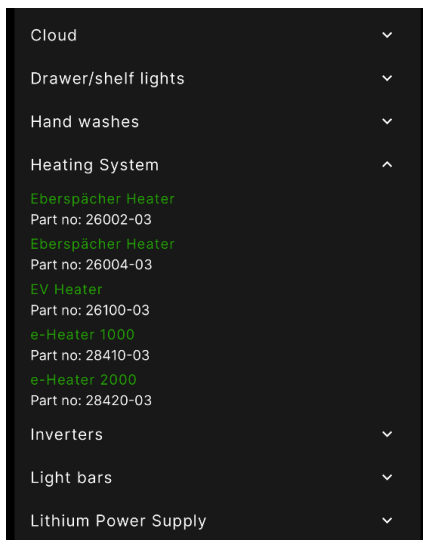 Cloud
Drawer/shelf lights
Hand washes
Heating System
Eberspächer Heater
Part no: 26002-03
Eberspächer Heater
Part no: 26004-03
EV Heater
Part no: 26100-03
e-Heater 1000
Part no: 28410-03
e-Heater 2000
Part no: 28420-03
Inverters
Light bars
Lithium Power Supply